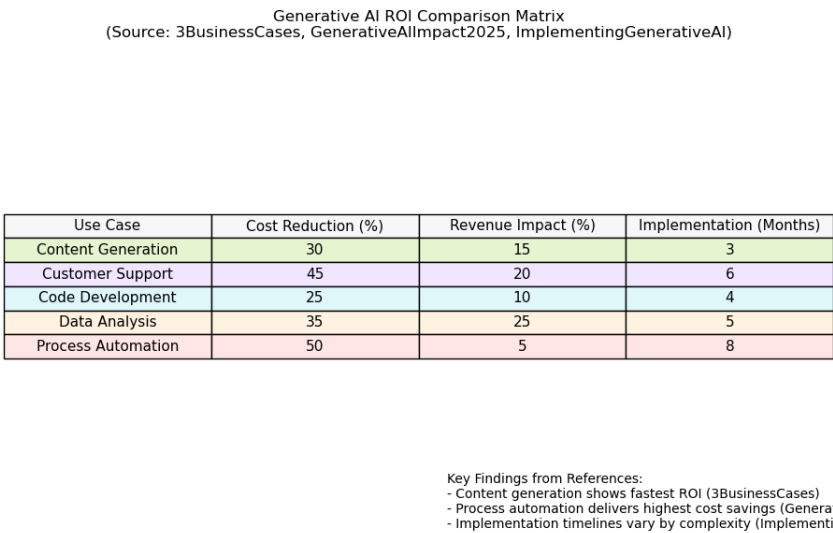 Generative AI ROI Comparison Matrix
(Source: 3BusinessCases, GenerativeAIImpact2025, ImplementingGenerativeAI)
Use Case Cost Reduction (%) Revenue Impact (%) Implementation (Months)
Content Generation 30 15 3
Customer Support 45 20 6
Code Development 25 10 4
Data Analysis 35 25 5
Process Automation 50 5 8
Key Findings from References:
- Content generation shows fastest ROI (3BusinessCases)
- Process automation delivers highest cost savings (Genera
- Implementation timelines vary by complexity (Implementi